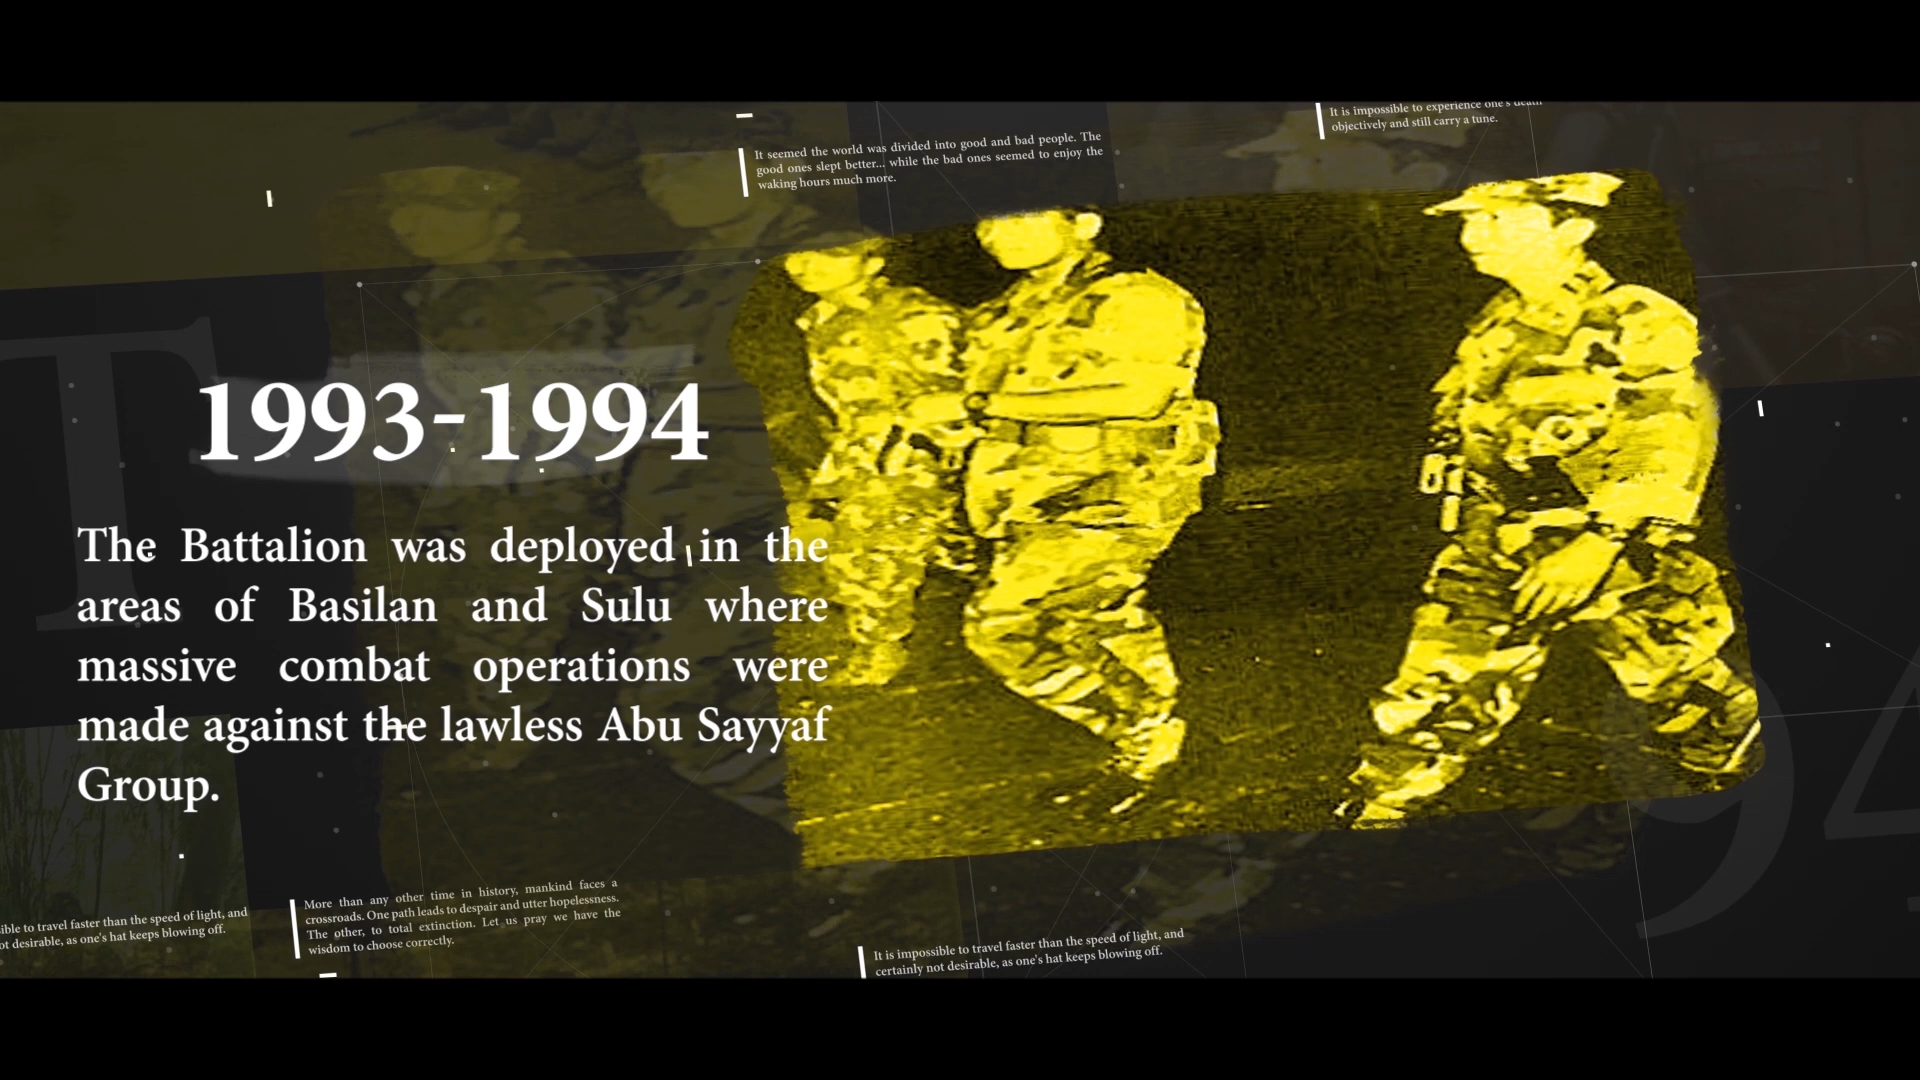 It is impossible to experience one's death
objectively and still carry a tune.
It seemed the world was divided into good and bad people. The
good ones slept better... while the bad ones seemed to enjoy the
waking hours much more.
T
1993-1994
The Battalion was deployed in the
areas of Basilan and Sulu where
massive combat operations were
made against the lawless Abu Sayyaf
Group.
94
More than any other time in history, mankind faces a
crossroads. One path leads to despair and utter hopelessness.
The other, to total extinction. Let us pray we have the
wisdom to choose correctly.
ible to travel faster than the speed of light, and
ot desirable, as one's hat keeps blowing off.
It is impossible to travel faster than the speed of light, and
certainly not desirable, as one's hat keeps blowing off.